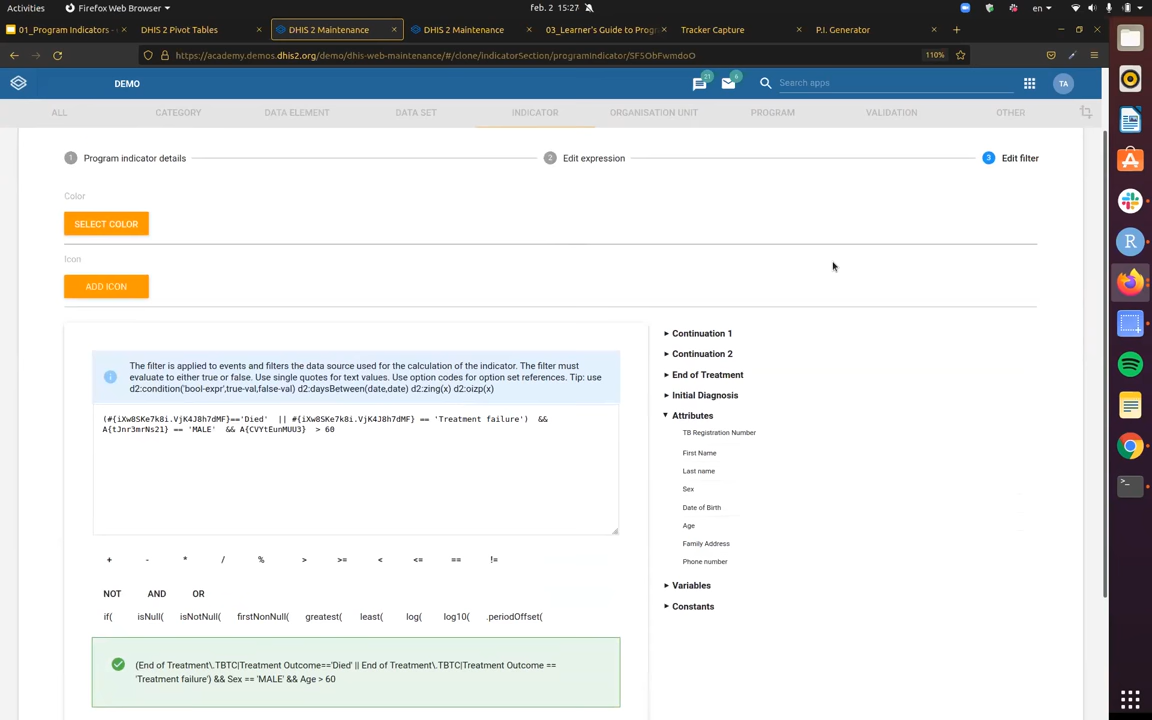 Activities
Firefox Web Browser
feb. 2 15:27
en
01_Program Indicators -
DHIS 2 Pivot Tables
DHIS 2 Maintenance
DHIS 2 Maintenance
03_Learner's Guide to Progr
Tracker Capture
P.I. Generator
https://academy.demos.dhis2.org/demo/dhis-web-maintenance/#/clone/indicatorSection/programIndicator/SF5ObFwmdoO
110%
DEMO
21
6
Search apps
TA
ALL
CATEGORY
DATA ELEMENT
DATA SET
INDICATOR
ORGANISATION UNIT
PROGRAM
VALIDATION
OTHER
1 Program indicator details
2 Edit expression
3 Edit filter
Color
SELECT COLOR
Icon
ADD ICON
The filter is applied to events and filters the data source used for the calculation of the indicator. The filter must
evaluate to either true or false. Use single quotes for text values. Use option codes for option set references. Tip: use
d2:condition('bool-expr',true-val,false-val) d2:daysBetween(date,date) d2:zing(x) d2:oizp(x)
(#{iXw8SKe7k8i.VjK4J8h7dMF}=='Died' || #{iXw8SKe7k8i.VjK4J8h7dMF} == 'Treatment failure') &&
A{tJnr3mrNs21} == 'MALE' && A{CVYtEunMUU3} > 60
+ - * / % > >= < <= == !=
NOT AND OR
if( isNull( isNotNull( firstNonNull( greatest( least( log( log10( .periodOffset(
(End of Treatment\.TBTC|Treatment Outcome=='Died' || End of Treatment\.TBTC|Treatment Outcome ==
'Treatment failure') && Sex == 'MALE' && Age > 60
Continuation 1
Continuation 2
End of Treatment
Initial Diagnosis
Attributes
TB Registration Number
First Name
Last name
Sex
Date of Birth
Age
Family Address
Phone number
Variables
Constants